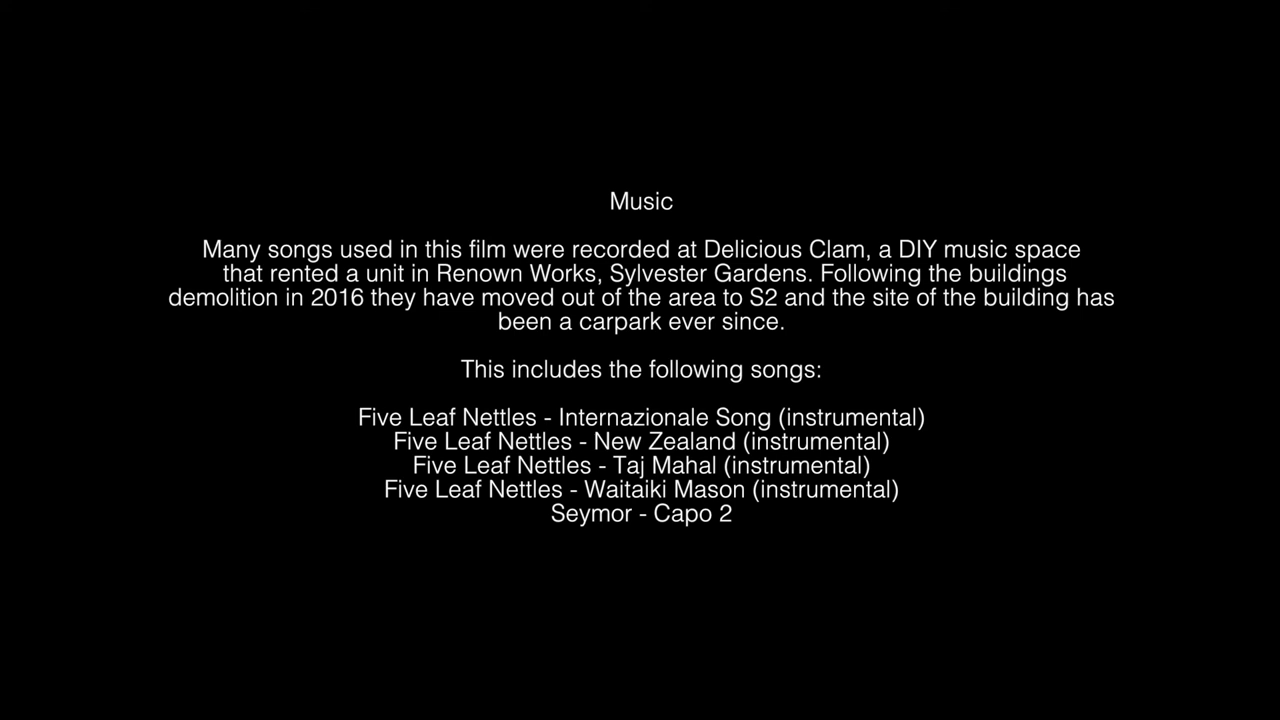 Music
Many songs used in this film were recorded at Delicious Clam, a DIY music space
that rented a unit in Renown Works, Sylvester Gardens. Following the buildings
demolition in 2016 they have moved out of the area to S2 and the site of the building has
been a carpark ever since.
This includes the following songs:
Five Leaf Nettles - Internazionale Song (instrumental)
Five Leaf Nettles - New Zealand (instrumental)
Five Leaf Nettles - Taj Mahal (instrumental)
Five Leaf Nettles - Waitaiki Mason (instrumental)
Seymor - Capo 2